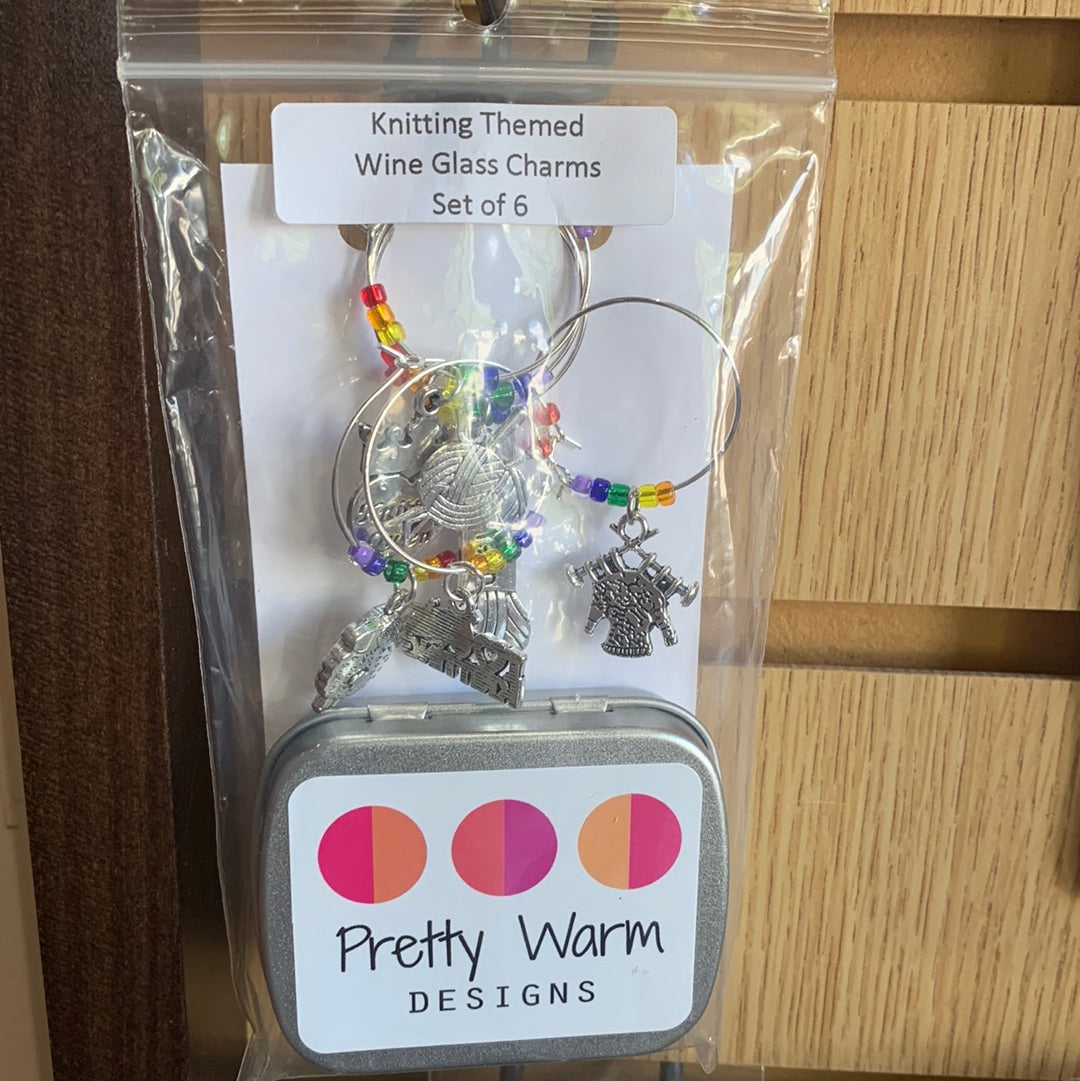 Knitting Themed
Wine Glass Charms
Set of 6
Pretty Warm
DESIGNS